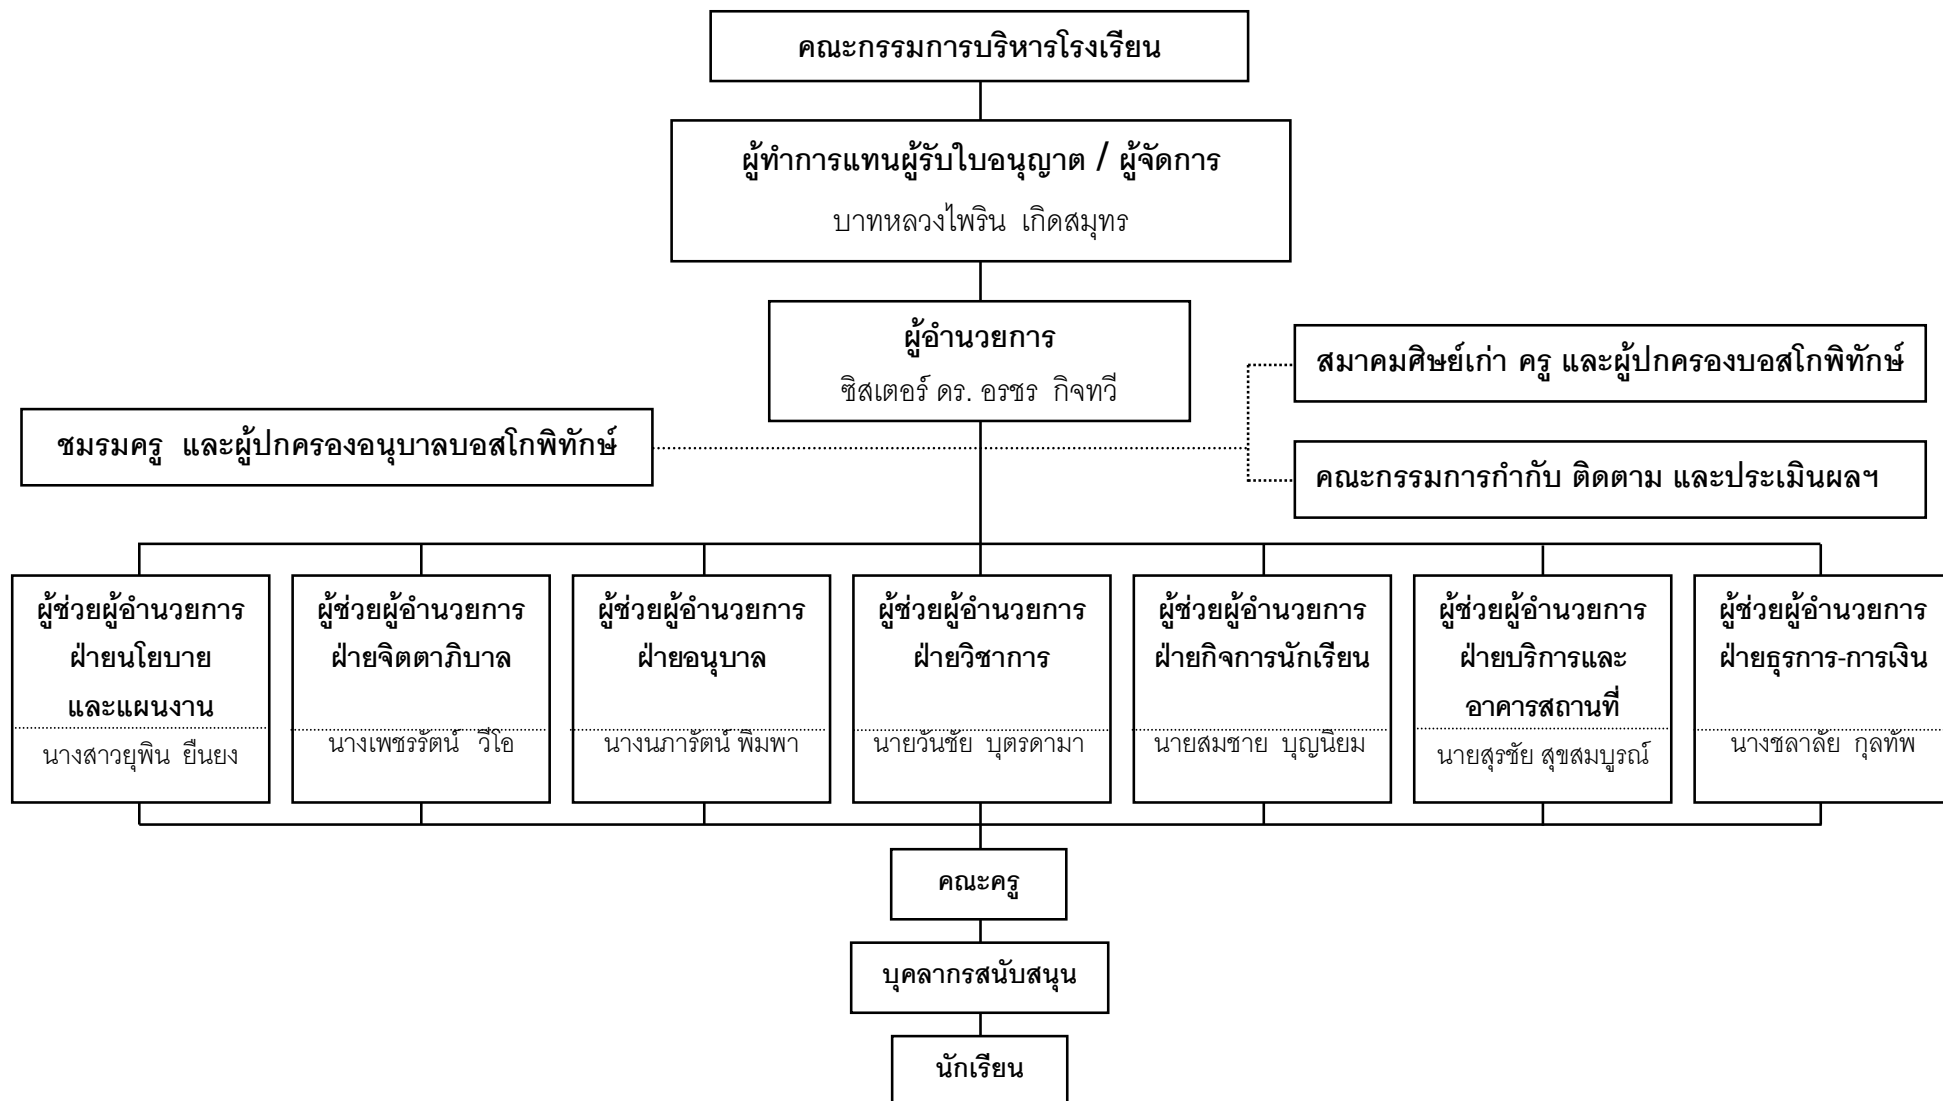 คณะกรรมการบริหารโรงเรียน
ผู้ทำการแทนผู้รับใบอนุญาต / ผู้จัดการ
บาทหลวงไพริน เกิดสมุทร
ผู้อำนวยการ
ซิสเตอร์ ดร. อรชร กิจทวี
สมาคมศิษย์เก่า ครู และผู้ปกครองบอสโกพิทักษ์
ชมรมครู และผู้ปกครองอนุบาลบอสโกพิทักษ์
คณะกรรมการกำกับ ติดตาม และประเมินผลฯ
ผู้ช่วยผู้อำนวยการ
ฝ่ายนโยบาย
และแผนงาน
นางสาวยุพิน ยืนยง
ผู้ช่วยผู้อำนวยการ
ฝ่ายจิตตาภิบาล
นางเพชรรัตน์ วีโอ
ผู้ช่วยผู้อำนวยการ
ฝ่ายอนุบาล
นางนภารัตน์ พิมพา
ผู้ช่วยผู้อำนวยการ
ฝ่ายวิชาการ
นายวันชัย บุตรดามา
ผู้ช่วยผู้อำนวยการ
ฝ่ายกิจการนักเรียน
นายสมชาย บุญนิยม
ผู้ช่วยผู้อำนวยการ
ฝ่ายบริการและ
อาคารสถานที่
นายสุรชัย สุขสมบูรณ์
ผู้ช่วยผู้อำนวยการ
ฝ่ายธุรการ-การเงิน
นางชลาลัย กุลทัพ
คณะครู
บุคลากรสนับสนุน
นักเรียน